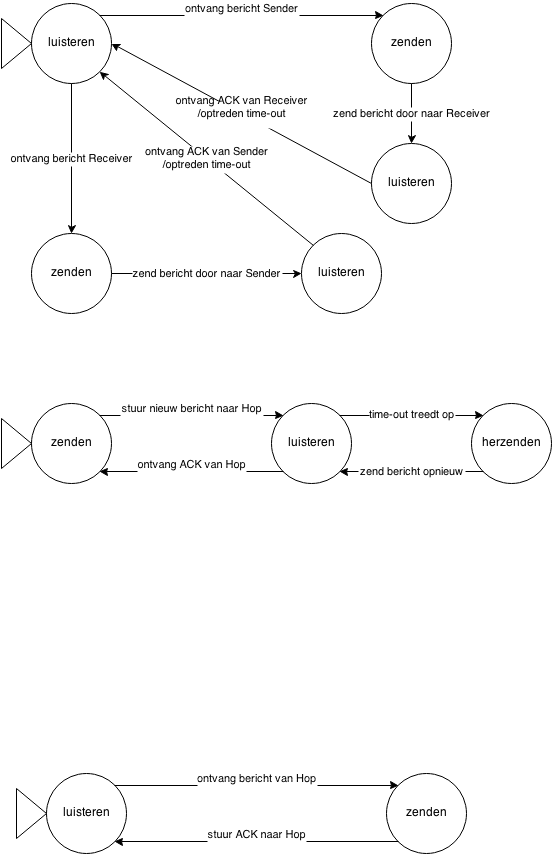 ontvang bericht Sender
luisteren
zenden
ontvang ACK van Receiver
/optreden time-out
zend bericht door naar Receiver
ontvang ACK van Sender
/optreden time-out
ontvang bericht Receiver
luisteren
zenden
zend bericht door naar Sender
luisteren
stuur nieuw bericht naar Hop
time-out treedt op
zenden
luisteren
herzenden
ontvang ACK van Hop
zend bericht opnieuw
ontvang bericht van Hop
luisteren
zenden
stuur ACK naar Hop